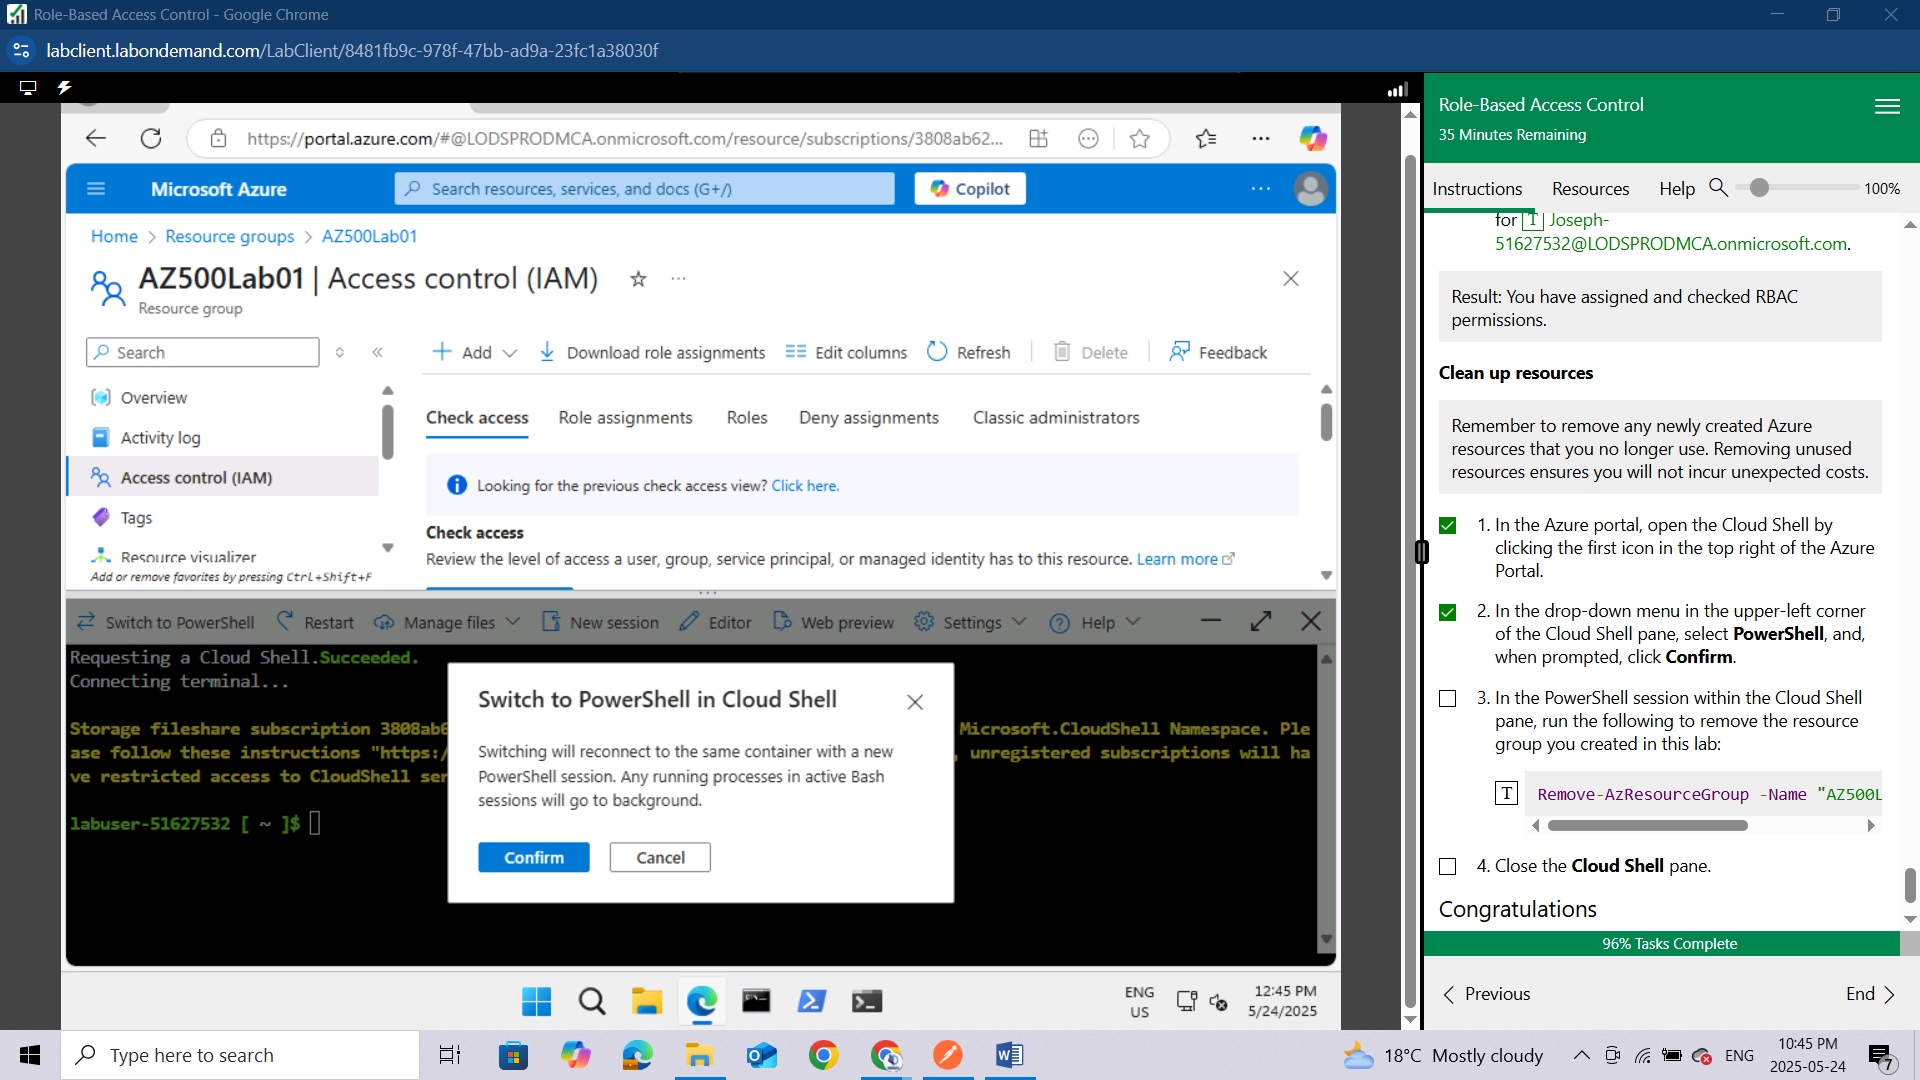 Role-Based Access Control - Google Chrome
labclient.labondemand.com/LabClient/8481fb9c-978f-47bb-ad9a-23fc1a38030f
https://portal.azure.com/#@LODSPRODMCA.onmicrosoft.com/resource/subscriptions/3808ab62...
Microsoft Azure
Search resources, services, and docs (G+/)
Copilot
Home > Resource groups > AZ500Lab01
AZ500Lab01 | Access control (IAM)
Resource group
Search
Add
Download role assignments
Edit columns
Refresh
Delete
Feedback
Overview
Activity log
Access control (IAM)
Tags
Resource visualizer
Add or remove favorites by pressing Ctrl+Shift+F
Check access
Role assignments
Roles
Deny assignments
Classic administrators
Looking for the previous check access view? Click here.
Check access
Review the level of access a user, group, service principal, or managed identity has to this resource. Learn more
Switch to PowerShell
Restart
Manage files
New session
Editor
Web preview
Settings
Help
Requesting a Cloud Shell.Succeeded.
Connecting terminal...
Storage fileshare subscription 3808ab6 Microsoft.CloudShell Namespace. Ple
ase follow these instructions "https:/ , unregistered subscriptions will ha
ve restricted access to CloudShell ser
labuser-51627532 [ ~ ]$
Switch to PowerShell in Cloud Shell
Switching will reconnect to the same container with a new
PowerShell session. Any running processes in active Bash
sessions will go to background.
Confirm
Cancel
ENG
US
12:45 PM
5/24/2025
Role-Based Access Control
35 Minutes Remaining
Instructions
Resources
Help
100%
for T Joseph-
51627532@LODSPRODMCA.onmicrosoft.com.
Result: You have assigned and checked RBAC
permissions.
Clean up resources
Remember to remove any newly created Azure
resources that you no longer use. Removing unused
resources ensures you will not incur unexpected costs.
1. In the Azure portal, open the Cloud Shell by
clicking the first icon in the top right of the Azure
Portal.
2. In the drop-down menu in the upper-left corner
of the Cloud Shell pane, select PowerShell, and,
when prompted, click Confirm.
3. In the PowerShell session within the Cloud Shell
pane, run the following to remove the resource
group you created in this lab:
T Remove-AzResourceGroup -Name "AZ500L
4. Close the Cloud Shell pane.
Congratulations
96% Tasks Complete
Previous
End
Type here to search
18°C Mostly cloudy
ENG
10:45 PM
2025-05-24
7